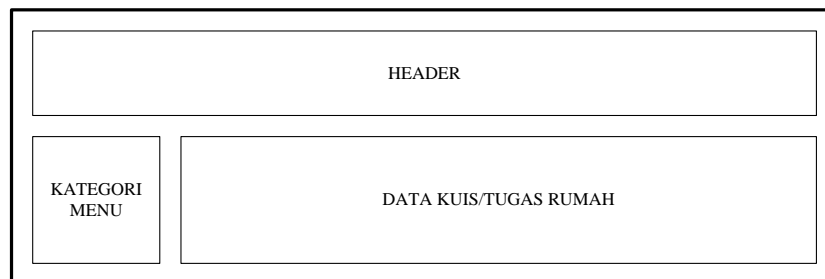 HEADER
KATEGORI
MENU
DATA KUIS/TUGAS RUMAH